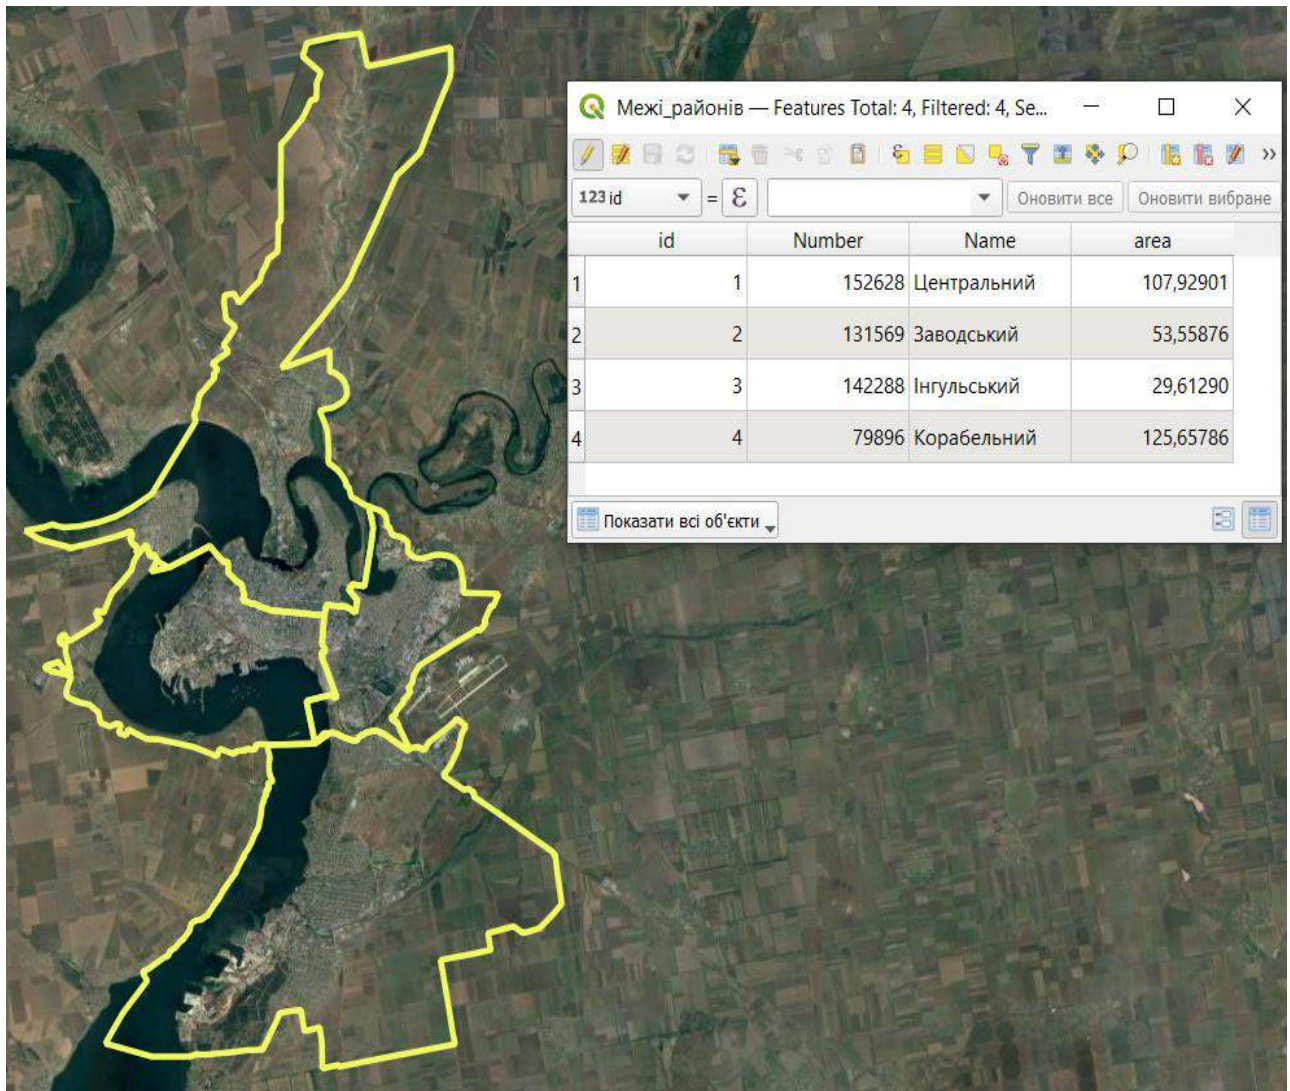 Межі_районів — Features Total: 4, Filtered: 4, Se...
123 id = ε Оновити все Оновити вибране
id Number Name area
1 1 152628 Центральний 107,92901
2 2 131569 Заводський 53,55876
3 3 142288 Інгульський 29,61290
4 4 79896 Корабельний 125,65786
Показати всі об'єкти